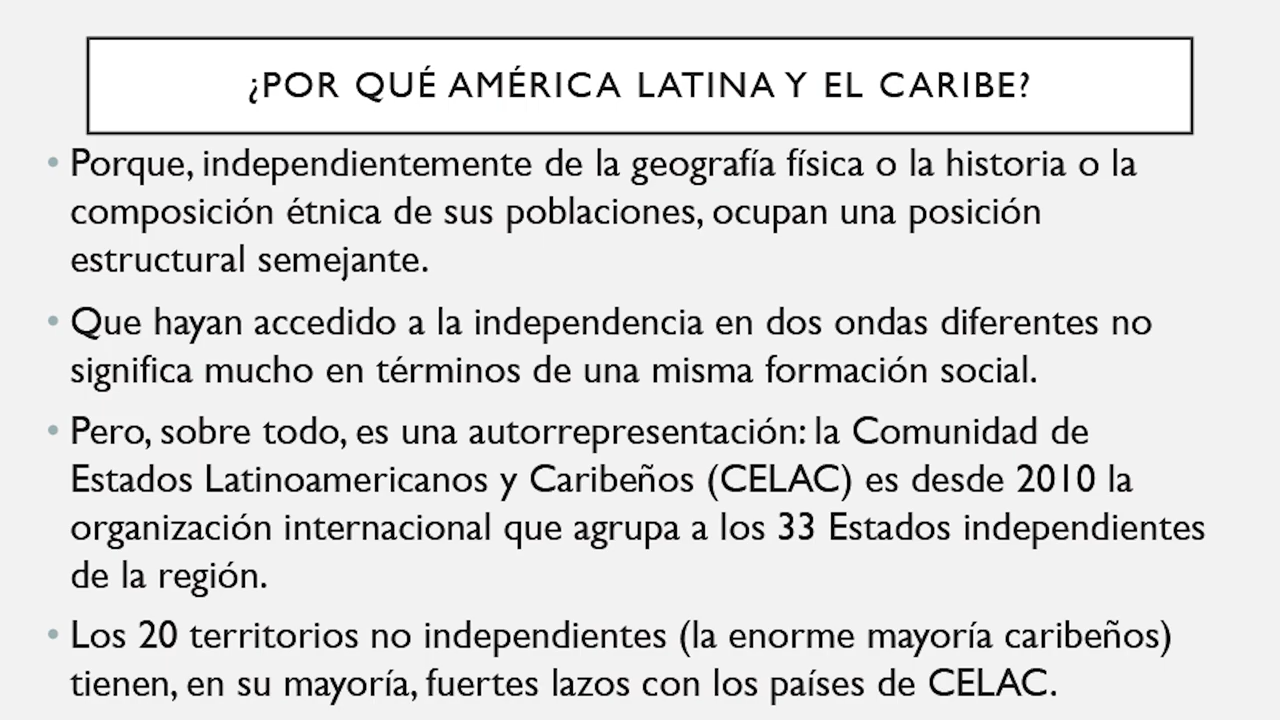 ¿POR QUÉ AMÉRICA LATINA Y EL CARIBE?
• Porque, independientemente de la geografía física o la historia o la
composición étnica de sus poblaciones, ocupan una posición
estructural semejante.
• Que hayan accedido a la independencia en dos ondas diferentes no
significa mucho en términos de una misma formación social.
• Pero, sobre todo, es una autorrepresentación: la Comunidad de
Estados Latinoamericanos y Caribeños (CELAC) es desde 2010 la
organización internacional que agrupa a los 33 Estados independientes
de la región.
• Los 20 territorios no independientes (la enorme mayoría caribeños)
tienen, en su mayoría, fuertes lazos con los países de CELAC.